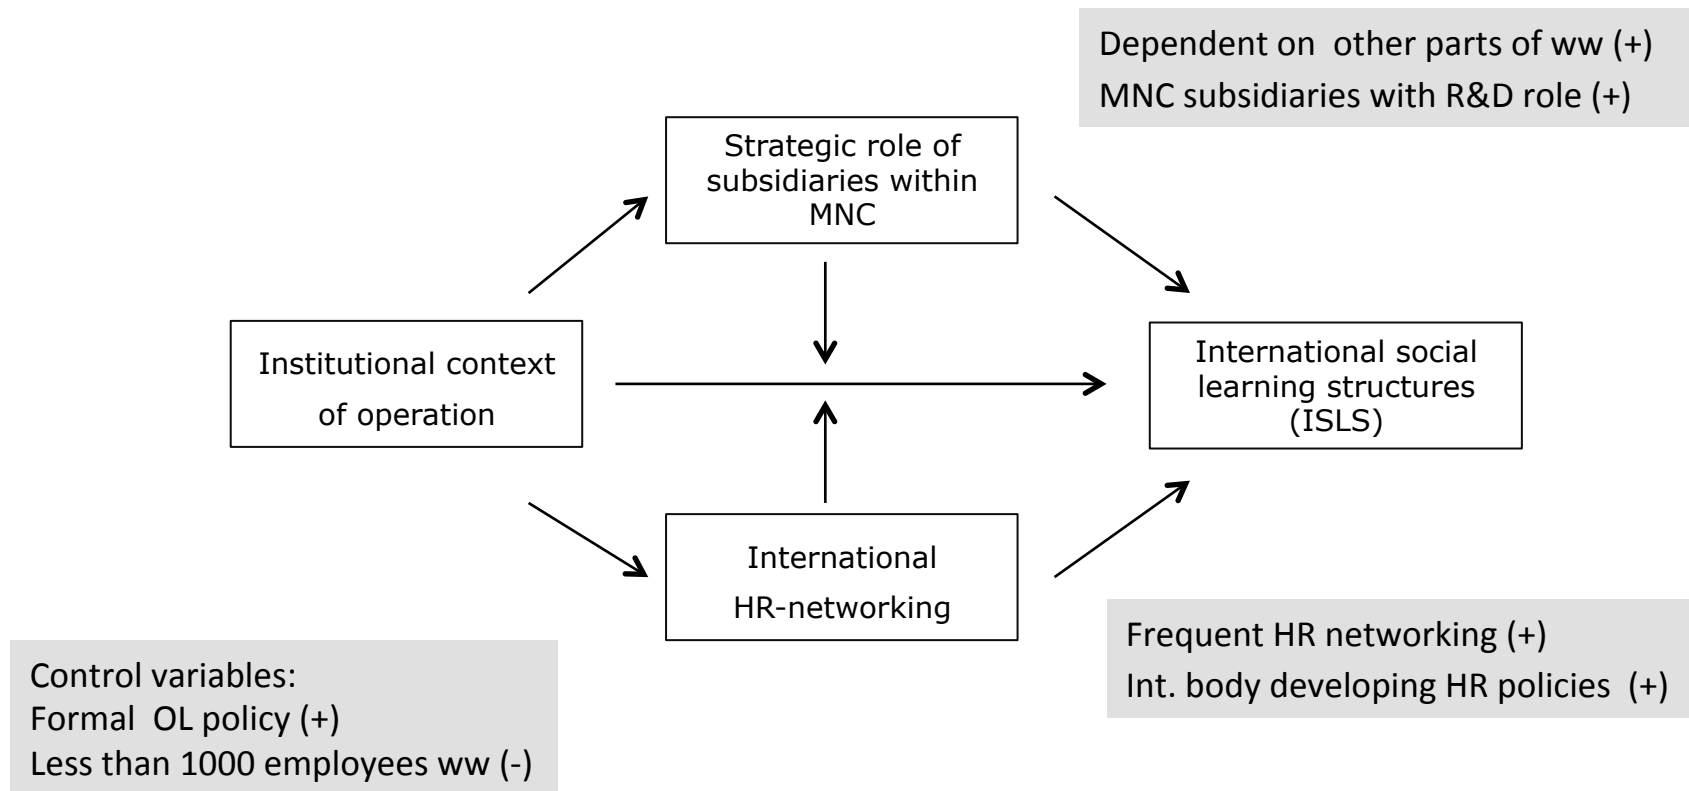 Dependent on  other parts of ww (+)
MNC subsidiaries with R&D role (+)
Strategic role of
subsidiaries within
MNC
Institutional context
of operation
International social
learning structures
(ISLS)
International
HR-networking
Frequent HR networking (+)
Int. body developing HR policies  (+)
Control variables:
Formal  OL policy (+)
Less than 1000 employees ww (-)